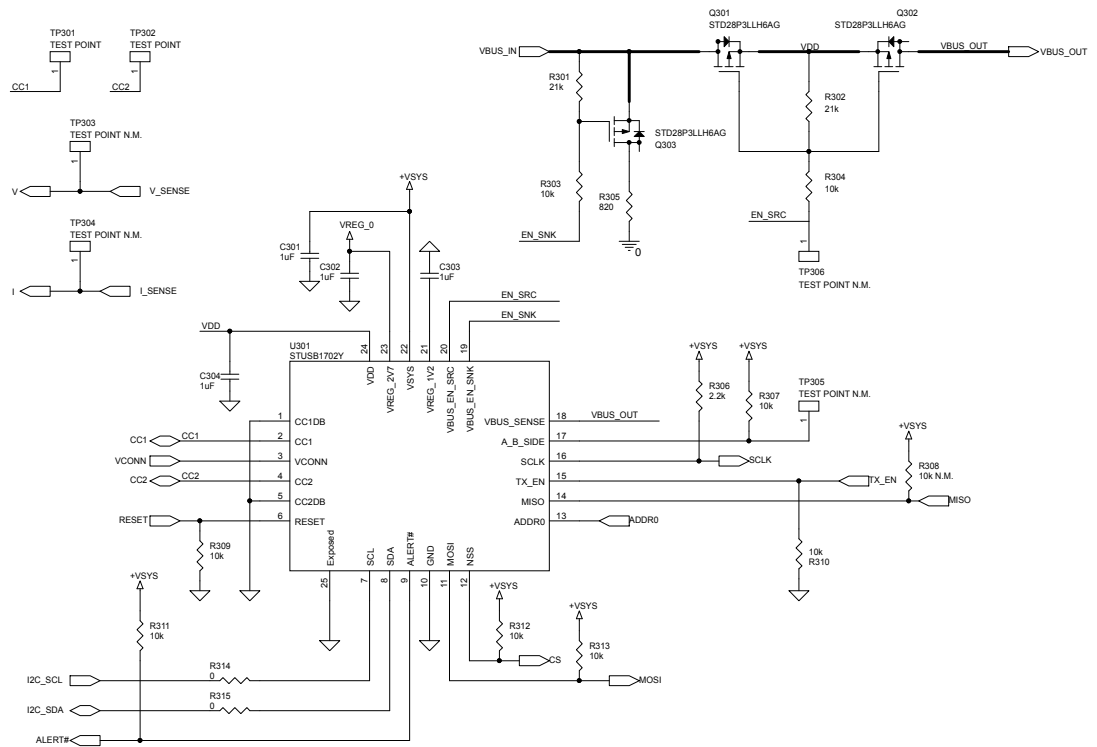 TP301
TEST POINT
1
CC1
TP302
TEST POINT
1
CC2
TP303
TEST POINT N.M.
1
V
V_SENSE
TP304
TEST POINT N.M.
1
I
I_SENSE
Q301
STD28P3LLH6AG
Q302
STD28P3LLH6AG
VBUS_IN
VDD
VBUS_OUT
VBUS_OUT
R301
21k
R302
21k
STD28P3LLH6AG
Q303
R303
10k
R305
820
R304
10k
EN_SNK
0
EN_SRC
1
TP306
TEST POINT N.M.
+VSYS
C301
1uF
VREG_0
C302
1uF
C303
1uF
EN_SRC
EN_SNK
VDD
C304
1uF
U301
STUSB1702Y
24
23
22
21
20
19
VDD
VREG_2V7
VSYS
VREG_1V2
VBUS_EN_SRC
VBUS_EN_SNK
1
CC1DB
CC1
CC1
2
CC1
VCONN
3
VCONN
CC2
CC2
4
CC2
5
CC2DB
RESET
6
RESET
VBUS_SENSE
18
VBUS_OUT
A_B_SIDE
17
SCLK
16
SCLK
TX_EN
15
TX_EN
MISO
14
MISO
ADDR0
13
ADDR0
+VSYS
R306
2.2k
+VSYS
R307
10k
TP305
TEST POINT N.M.
1
+VSYS
R308
10k N.M.
10k
R310
R309
10k
Exposed
SCL
SDA
ALERT#
GND
MOSI
NSS
25
7
8
9
10
11
12
+VSYS
R311
10k
+VSYS
R312
10k
CS
+VSYS
R313
10k
MOSI
I2C_SCL
R314
0
I2C_SDA
R315
0
ALERT#